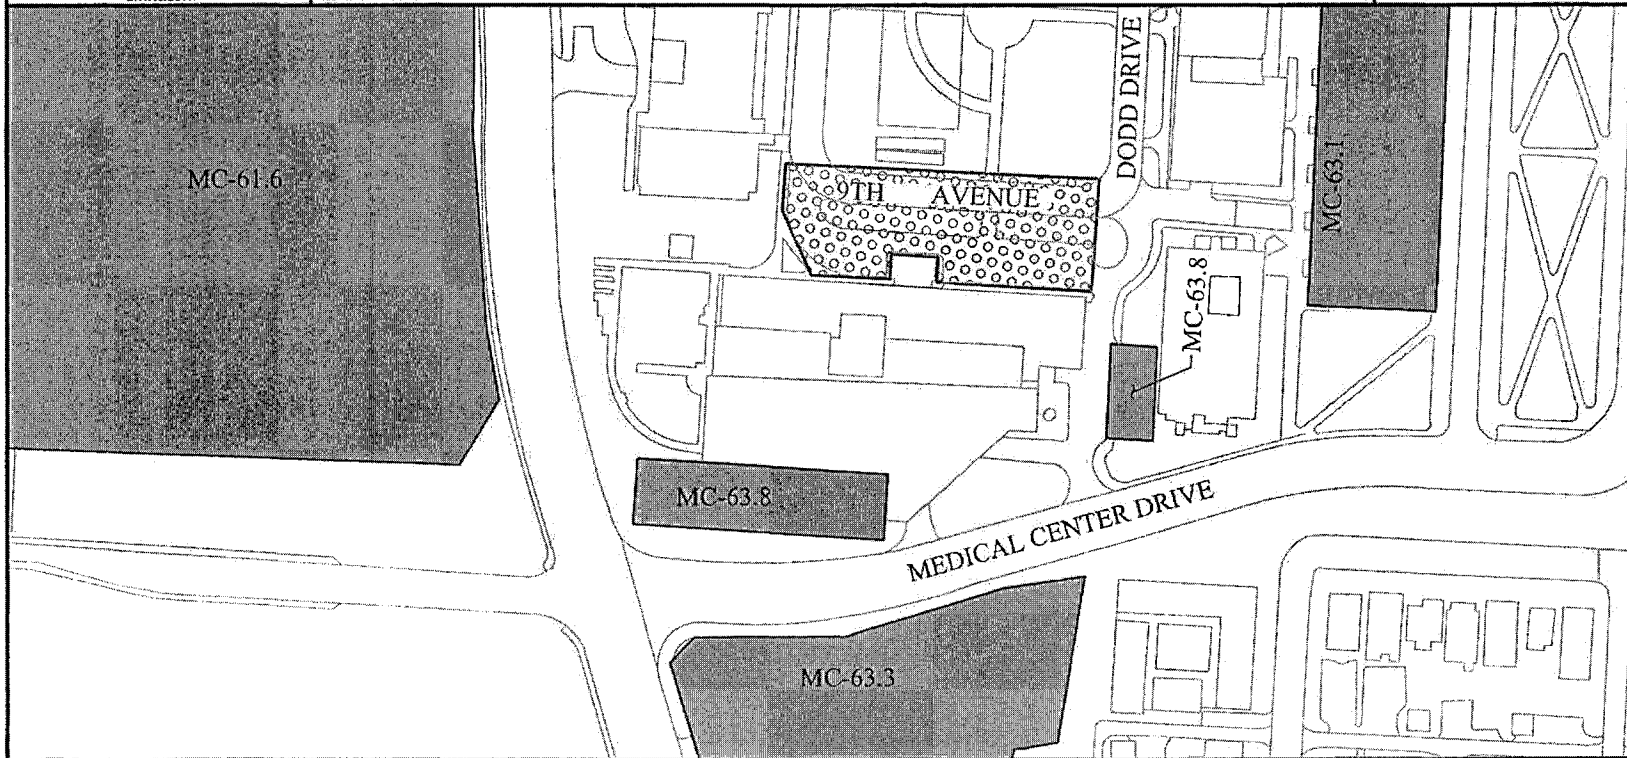 DODD DRIVE
MC-63.1
MC-61.6
9TH AVENUE
MC-63.8
MC-63.8
MEDICAL CENTER DRIVE
MC-63.3